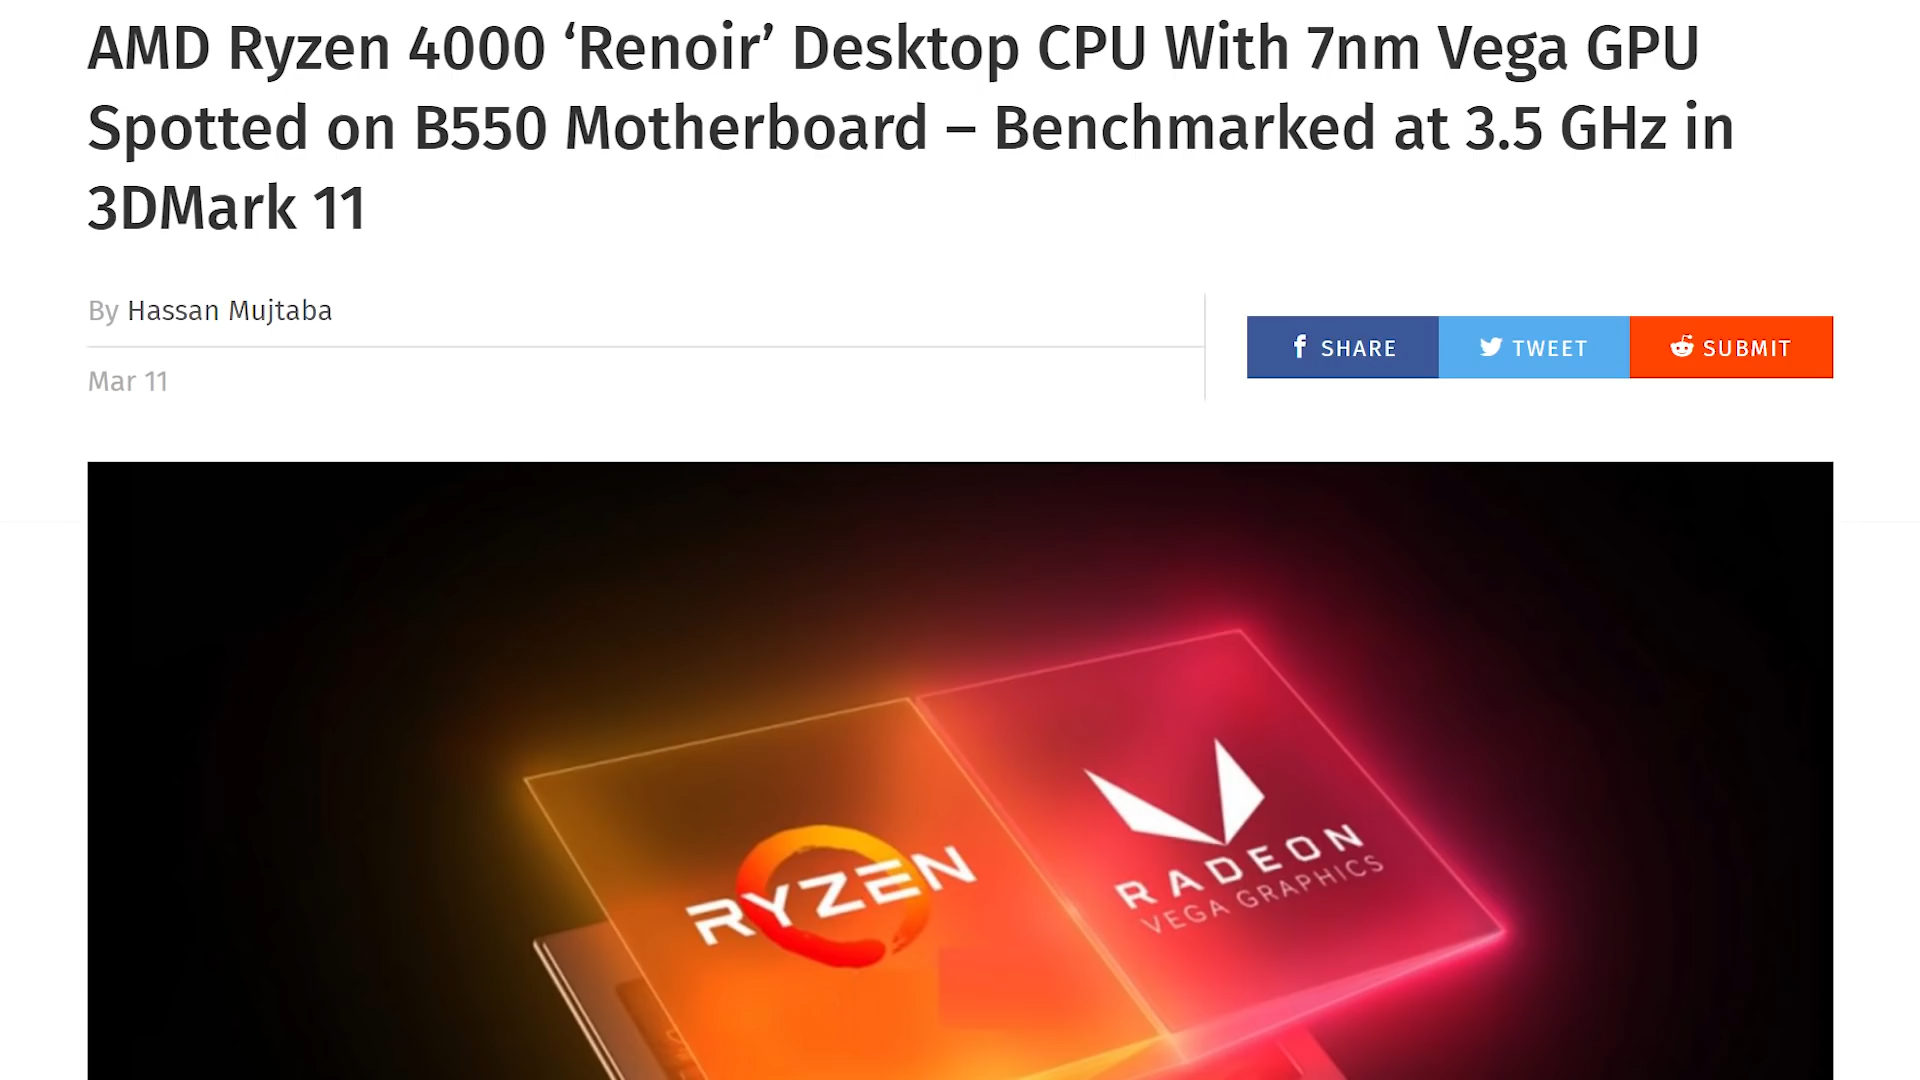 AMD Ryzen 4000 ‘Renoir’ Desktop CPU With 7nm Vega GPU
Spotted on B550 Motherboard – Benchmarked at 3.5 GHz in
3DMark 11
By Hassan Mujtaba
SHARE
TWEET
SUBMIT
Mar 11
RYZEN
RADEON
VEGA GRAPHICS